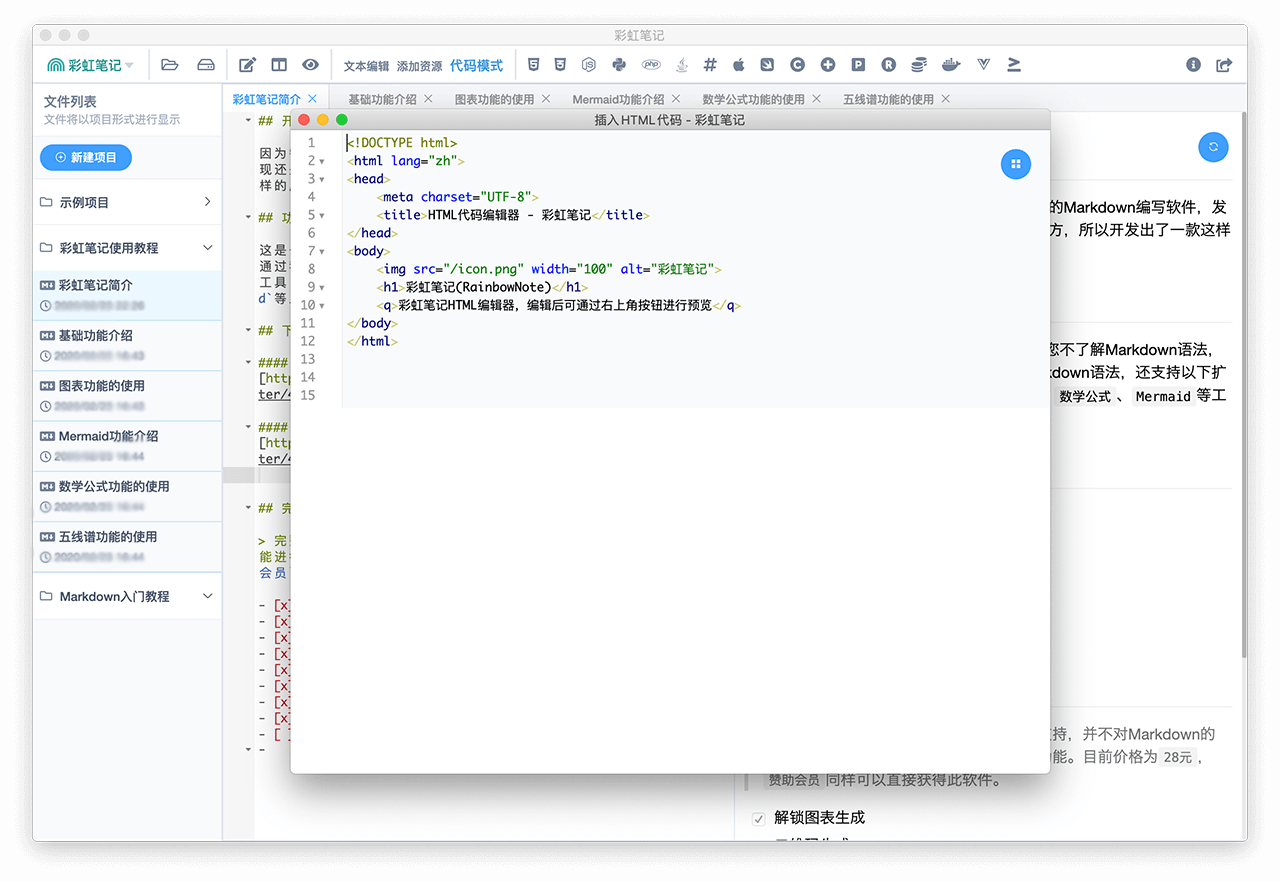 彩虹笔记
彩虹笔记
文本编辑 添加资源 代码模式
文件列表
文件将以项目形式进行显示
新建项目
示例项目
彩虹笔记使用教程
彩虹笔记简介
基础功能介绍
图表功能的使用
Mermaid功能介绍
数学公式功能的使用
五线谱功能的使用
Markdown入门教程
彩虹笔记简介 基础功能介绍 图表功能的使用 Mermaid功能介绍 数学公式功能的使用 五线谱功能的使用
## 开
因为
现还
样的
## 功
这是
通过
工具
d`等
## 下
####
[http
ter/4
####
[http
ter/4
## 完
> 完
能进
会员
- [x]
- [x]
- [x]
- [x]
- [x]
- [x]
- [x]
- [x]
- [ ]
-
插入HTML代码 - 彩虹笔记
1 <!DOCTYPE html>
2 <html lang="zh">
3 <head>
4 <meta charset="UTF-8">
5 <title>HTML代码编辑器 - 彩虹笔记</title>
6 </head>
7 <body>
8 <img src="/icon.png" width="100" alt="彩虹笔记">
9 <h1>彩虹笔记(RainbowNote)</h1>
10 <q>彩虹笔记HTML编辑器，编辑后可通过右上角按钮进行预览</q>
11 </body>
12 </html>
13
14
15
的Markdown编写软件，发
方，所以开发出了一款这样
您不了解Markdown语法，
kdown语法，还支持以下扩
数学公式、Mermaid等工
持，并不对Markdown的
功能。目前价格为 28元，
赞助会员 同样可以直接获得此软件。
解锁图表生成